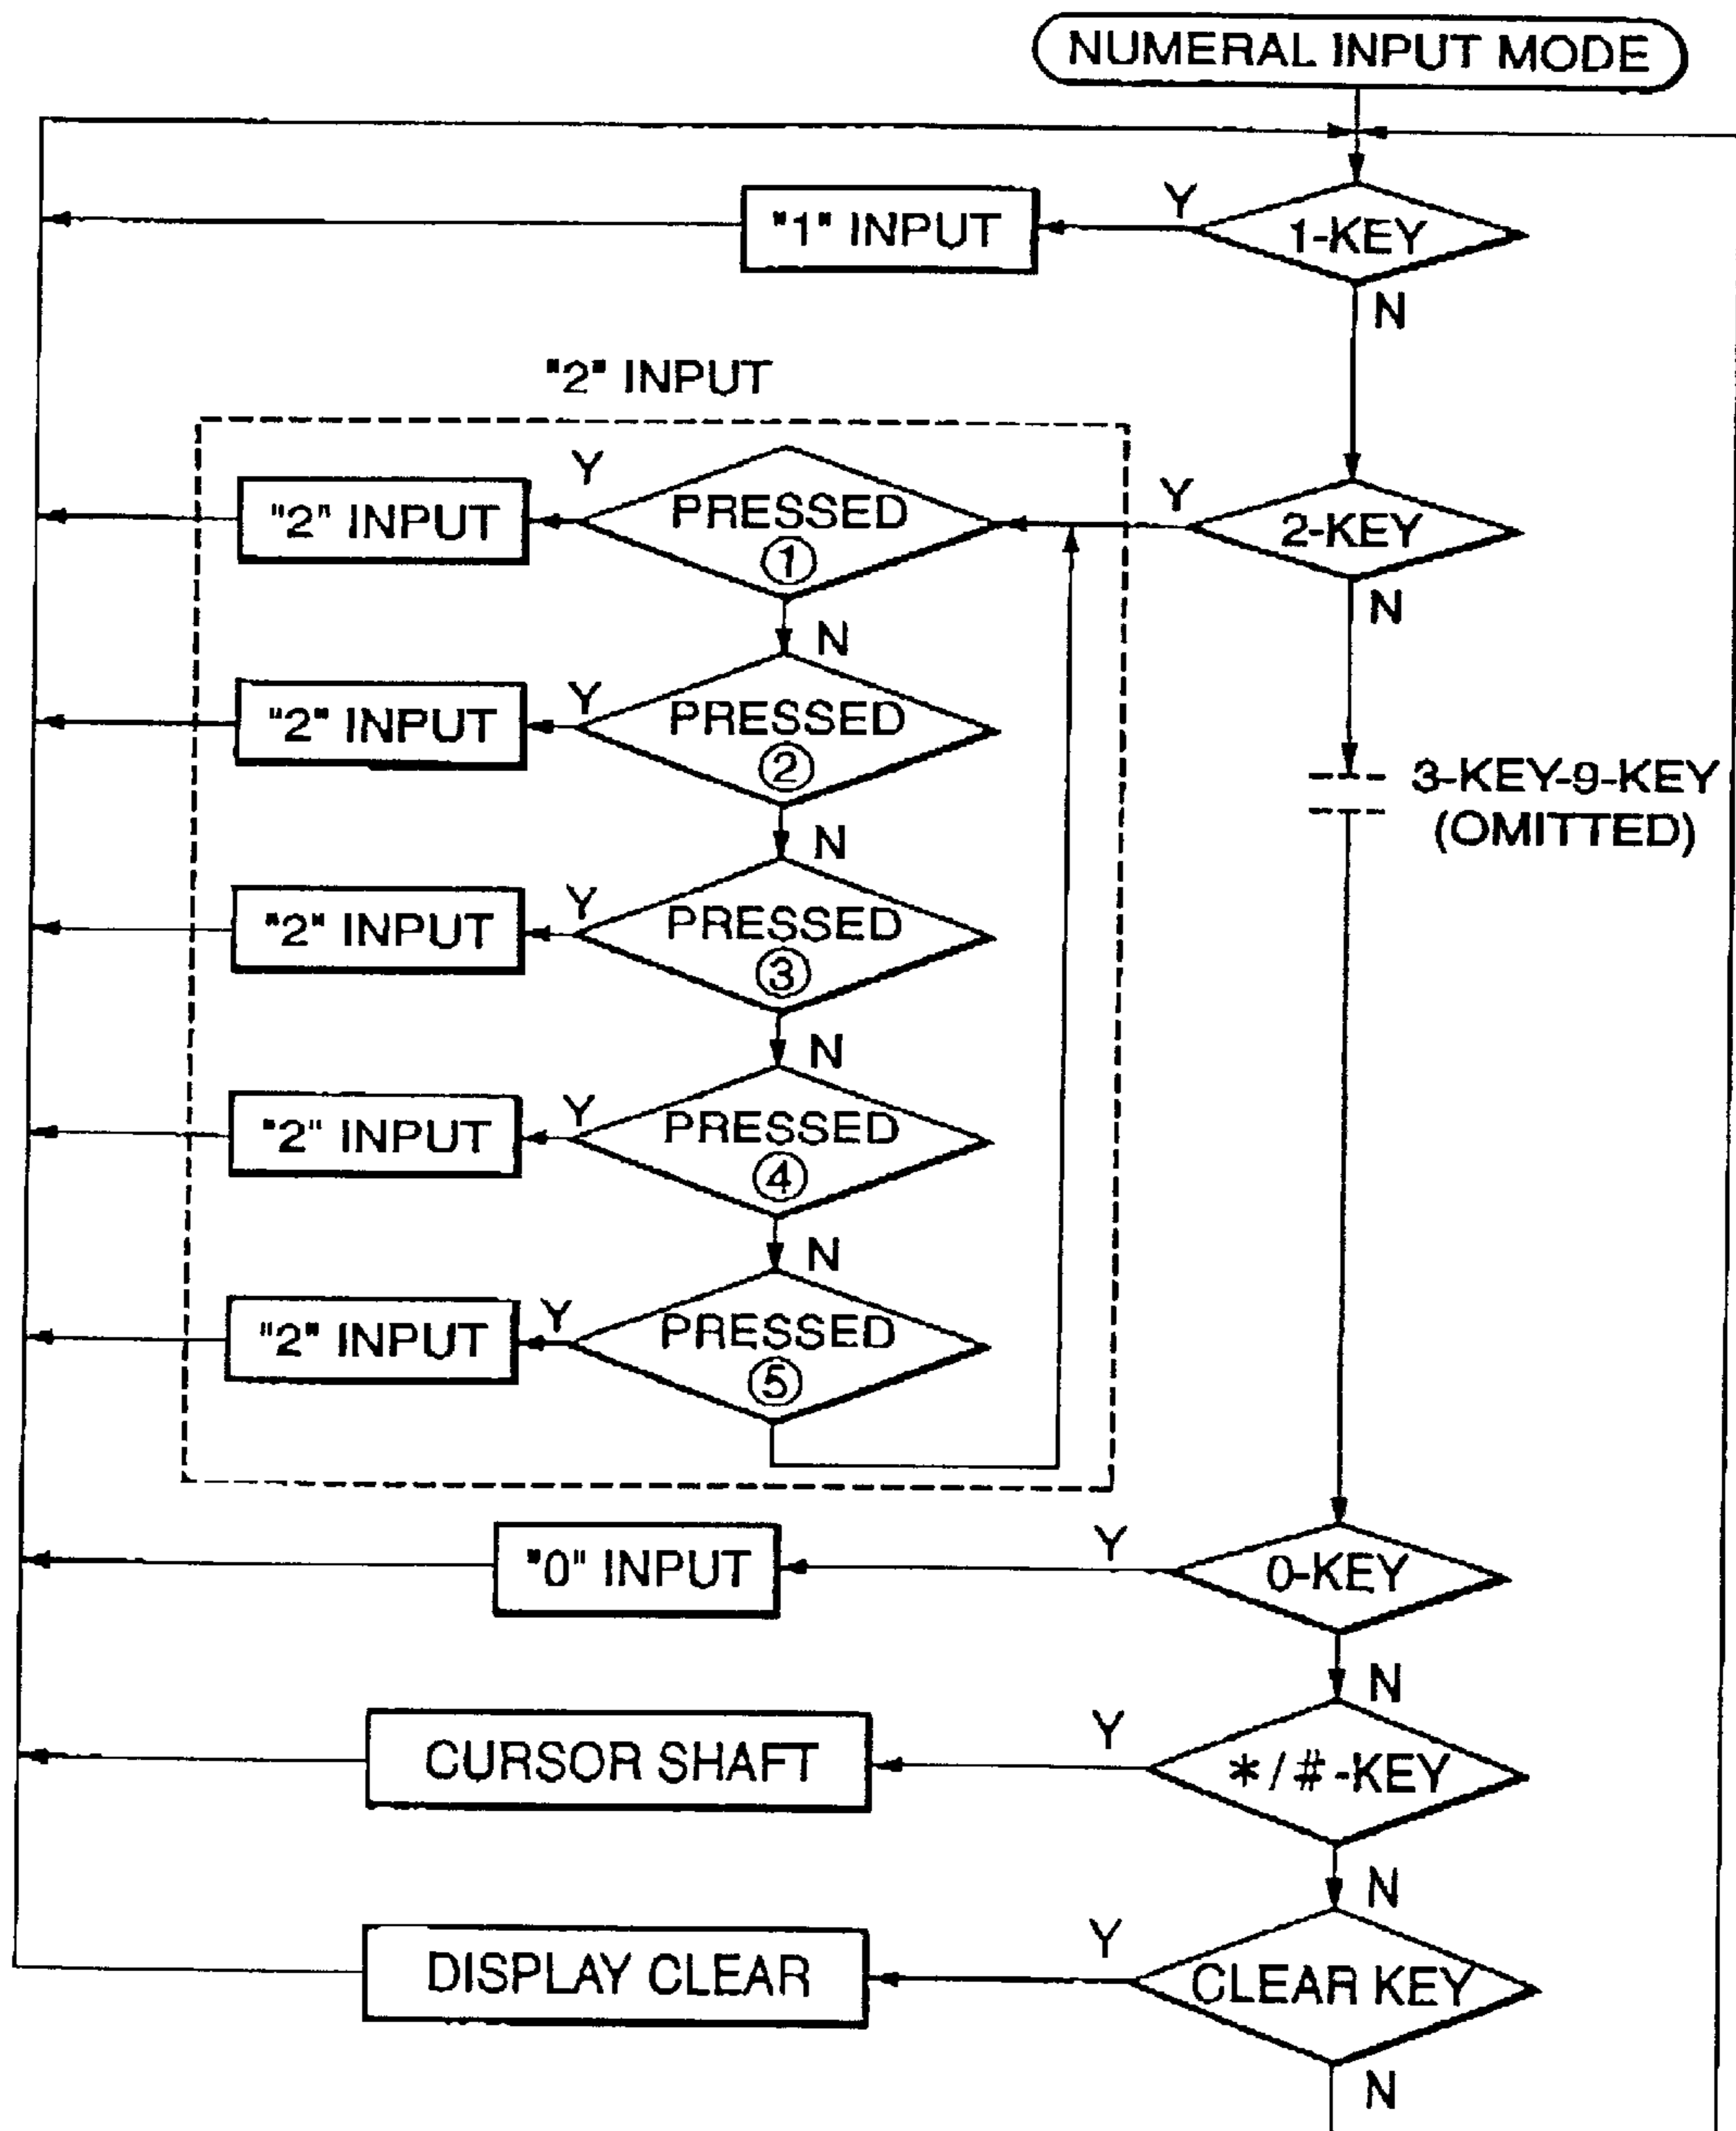 NUMERAL INPUT MODE
Y
"1" INPUT
1-KEY
N
"2" INPUT
Y
"2" INPUT
PRESSED
①
Y
2-KEY
N
N
Y
"2" INPUT
PRESSED
②
3-KEY-9-KEY
(OMITTED)
N
Y
"2" INPUT
PRESSED
③
N
Y
"2" INPUT
PRESSED
④
N
Y
"2" INPUT
PRESSED
⑤
Y
"0" INPUT
0-KEY
N
Y
CURSOR SHAFT
*/#-KEY
N
Y
DISPLAY CLEAR
CLEAR KEY
N